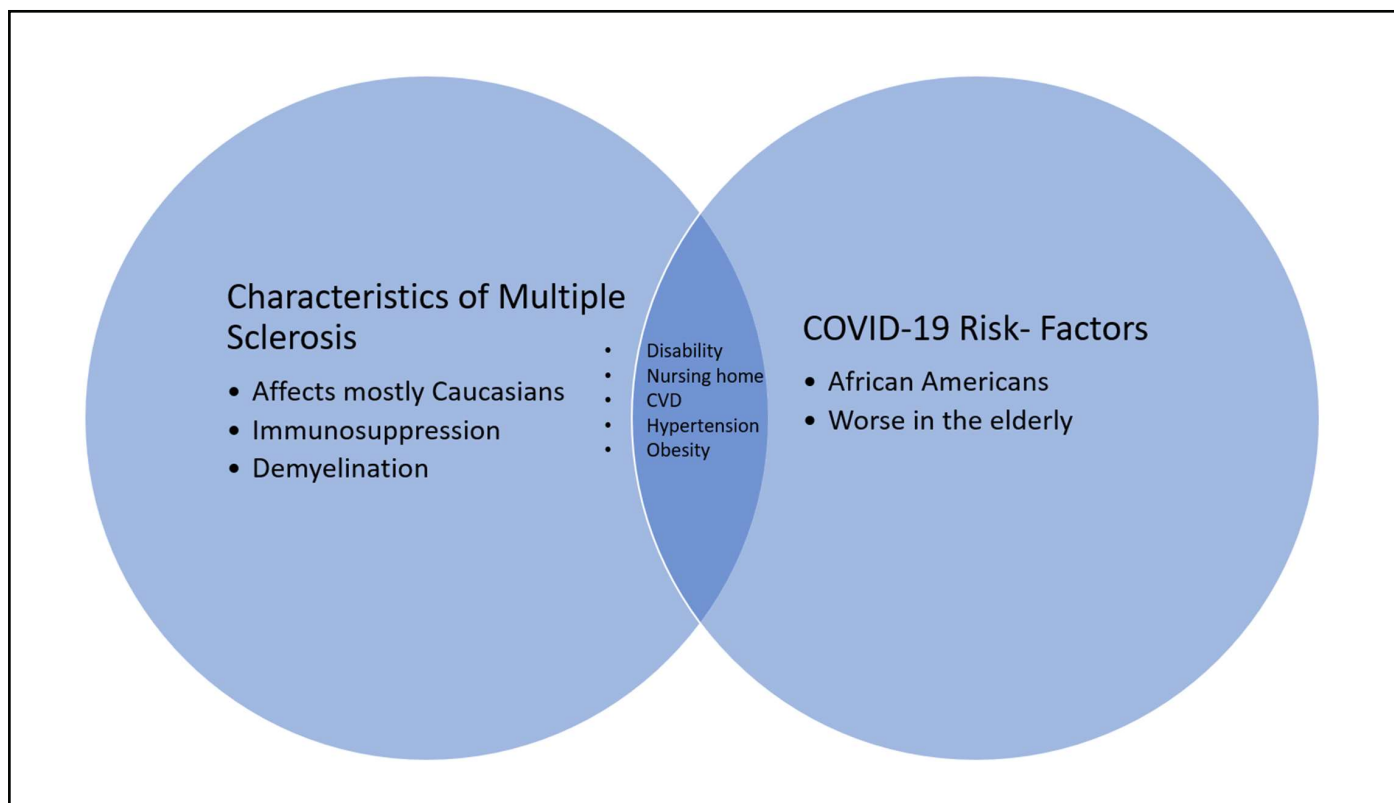 Characteristics of Multiple
Sclerosis
• Affects mostly Caucasians
• Immunosuppression
• Demyelination
• Disability
• Nursing home
• CVD
• Hypertension
• Obesity
COVID-19 Risk- Factors
• African Americans
• Worse in the elderly